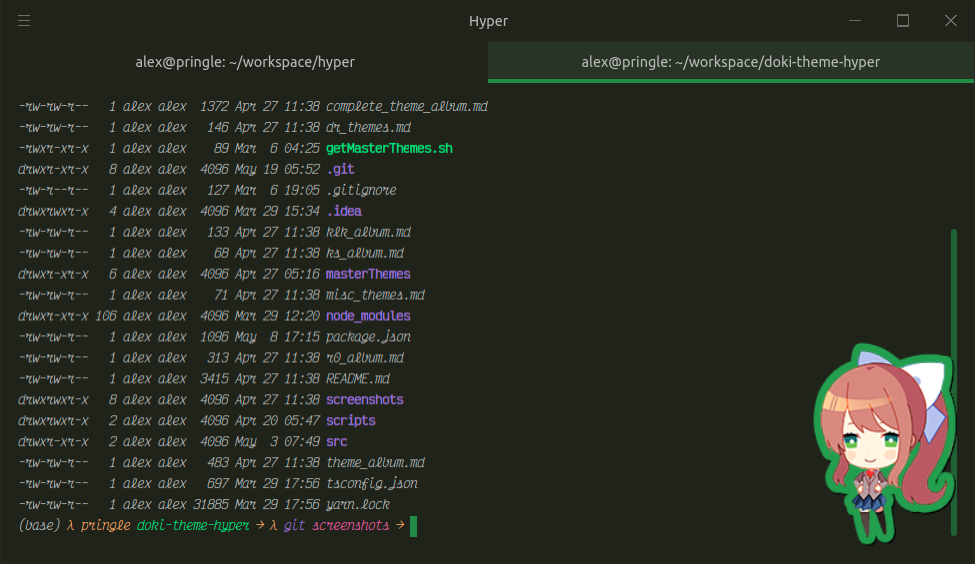 Hyper
alex@pringle: ~/workspace/hyper
alex@pringle: ~/workspace/doki-theme-hyper
-rw-rw-r-- 1 alex alex 1372 Apr 27 11:38 complete_theme_album.md
-rw-rw-r-- 1 alex alex 146 Apr 27 11:38 dr_themes.md
-rwxr-xr-x 1 alex alex 89 Mar 6 04:25 getMasterThemes.sh
drwxrwxr-x 8 alex alex 4096 May 19 05:52 .git
-rw-r--r-- 1 alex alex 127 Mar 6 19:05 .gitignore
drwxrwxr-x 4 alex alex 4096 Mar 29 15:34 .idea
-rw-rw-r-- 1 alex alex 133 Apr 27 11:38 klk_album.md
-rw-rw-r-- 1 alex alex 68 Apr 27 11:38 ks_album.md
drwxr-xr-x 6 alex alex 4096 Apr 27 05:16 masterThemes
-rw-rw-r-- 1 alex alex 71 Apr 27 11:38 misc_themes.md
drwxr-xr-x 106 alex alex 4096 Mar 29 12:20 node_modules
-rw-rw-r-- 1 alex alex 1096 May 8 17:15 package.json
-rw-rw-r-- 1 alex alex 313 Apr 27 11:38 r0_album.md
-rw-rw-r-- 1 alex alex 3415 Apr 27 11:38 README.md
drwxrwxr-x 8 alex alex 4096 Apr 27 11:38 screenshots
drwxrwxr-x 2 alex alex 4096 Apr 20 05:47 scripts
drwxr-xr-x 2 alex alex 4096 May 3 07:49 src
-rw-rw-r-- 1 alex alex 483 Apr 27 11:38 theme_album.md
-rw-rw-r-- 1 alex alex 697 Mar 29 17:56 tsconfig.json
-rw-rw-r-- 1 alex alex 31885 Mar 29 17:56 yarn.lock
(base) λ pringle doki-theme-hyper → λ git screenshots →